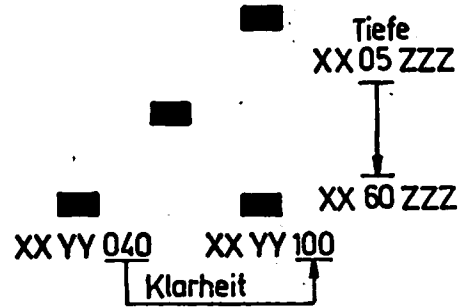 Tiefe
XX 05 ZZZ
XX 60 ZZZ
XX YY 040 XX YY 100
Klarheit